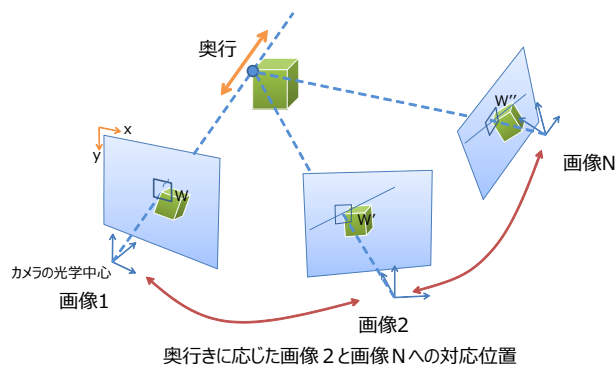 奥行
W''
x
y
画像N
W
W'
カメラの光学中心
画像1
画像2
奥行きに応じた画像２と画像Ｎへの対応位置